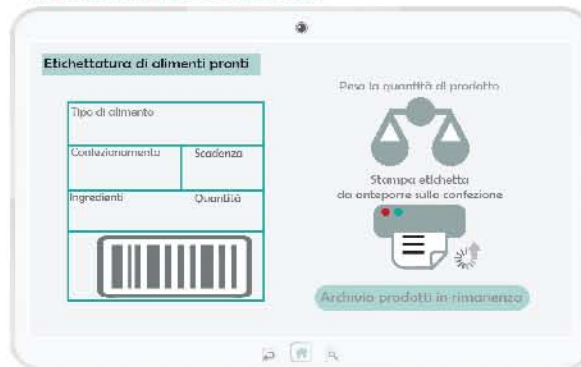 Etichettatura di alimenti pronti
Tipo di alimento
Confezionamento
Scadenza
Ingredienti
Quantità
Pesa la quantità di prodotto
Stampa etichetta
da anteporre sulla confezione
Archivio prodotti in rimanenza